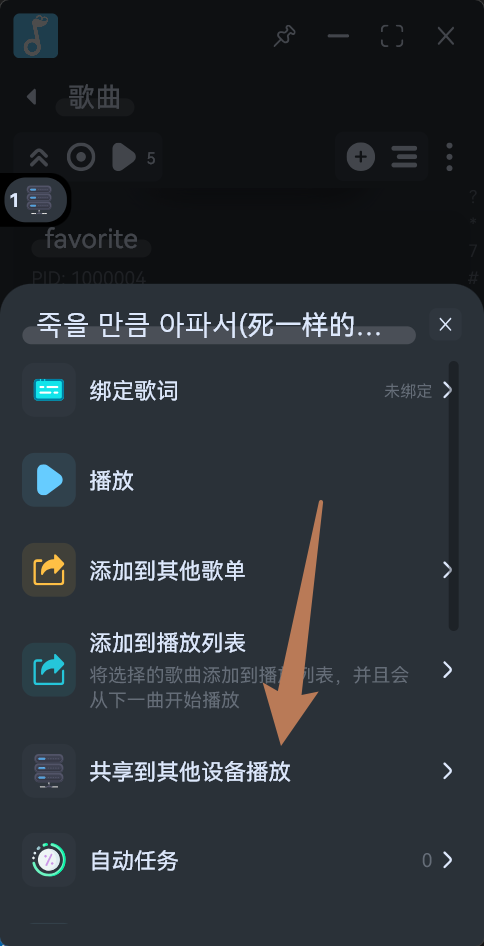 歌曲
5
1
favorite
PID: 1000004
?
*
7
#
죽을 만큼 아파서(死一样的...
绑定歌词
未绑定
播放
添加到其他歌单
添加到播放列表
将选择的歌曲添加到播放列表，并且会
从下一曲开始播放
共享到其他设备播放
自动任务
0